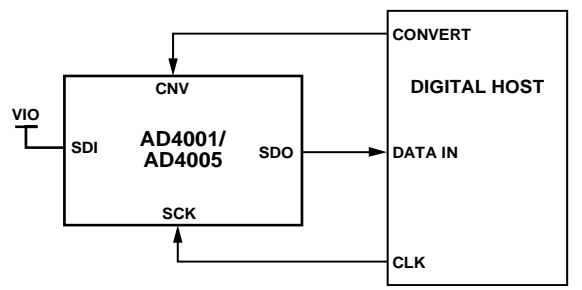 CONVERT
CNV
DIGITAL HOST
VIO
SDI
AD4001/
AD4005
SDO
DATA IN
SCK
CLK